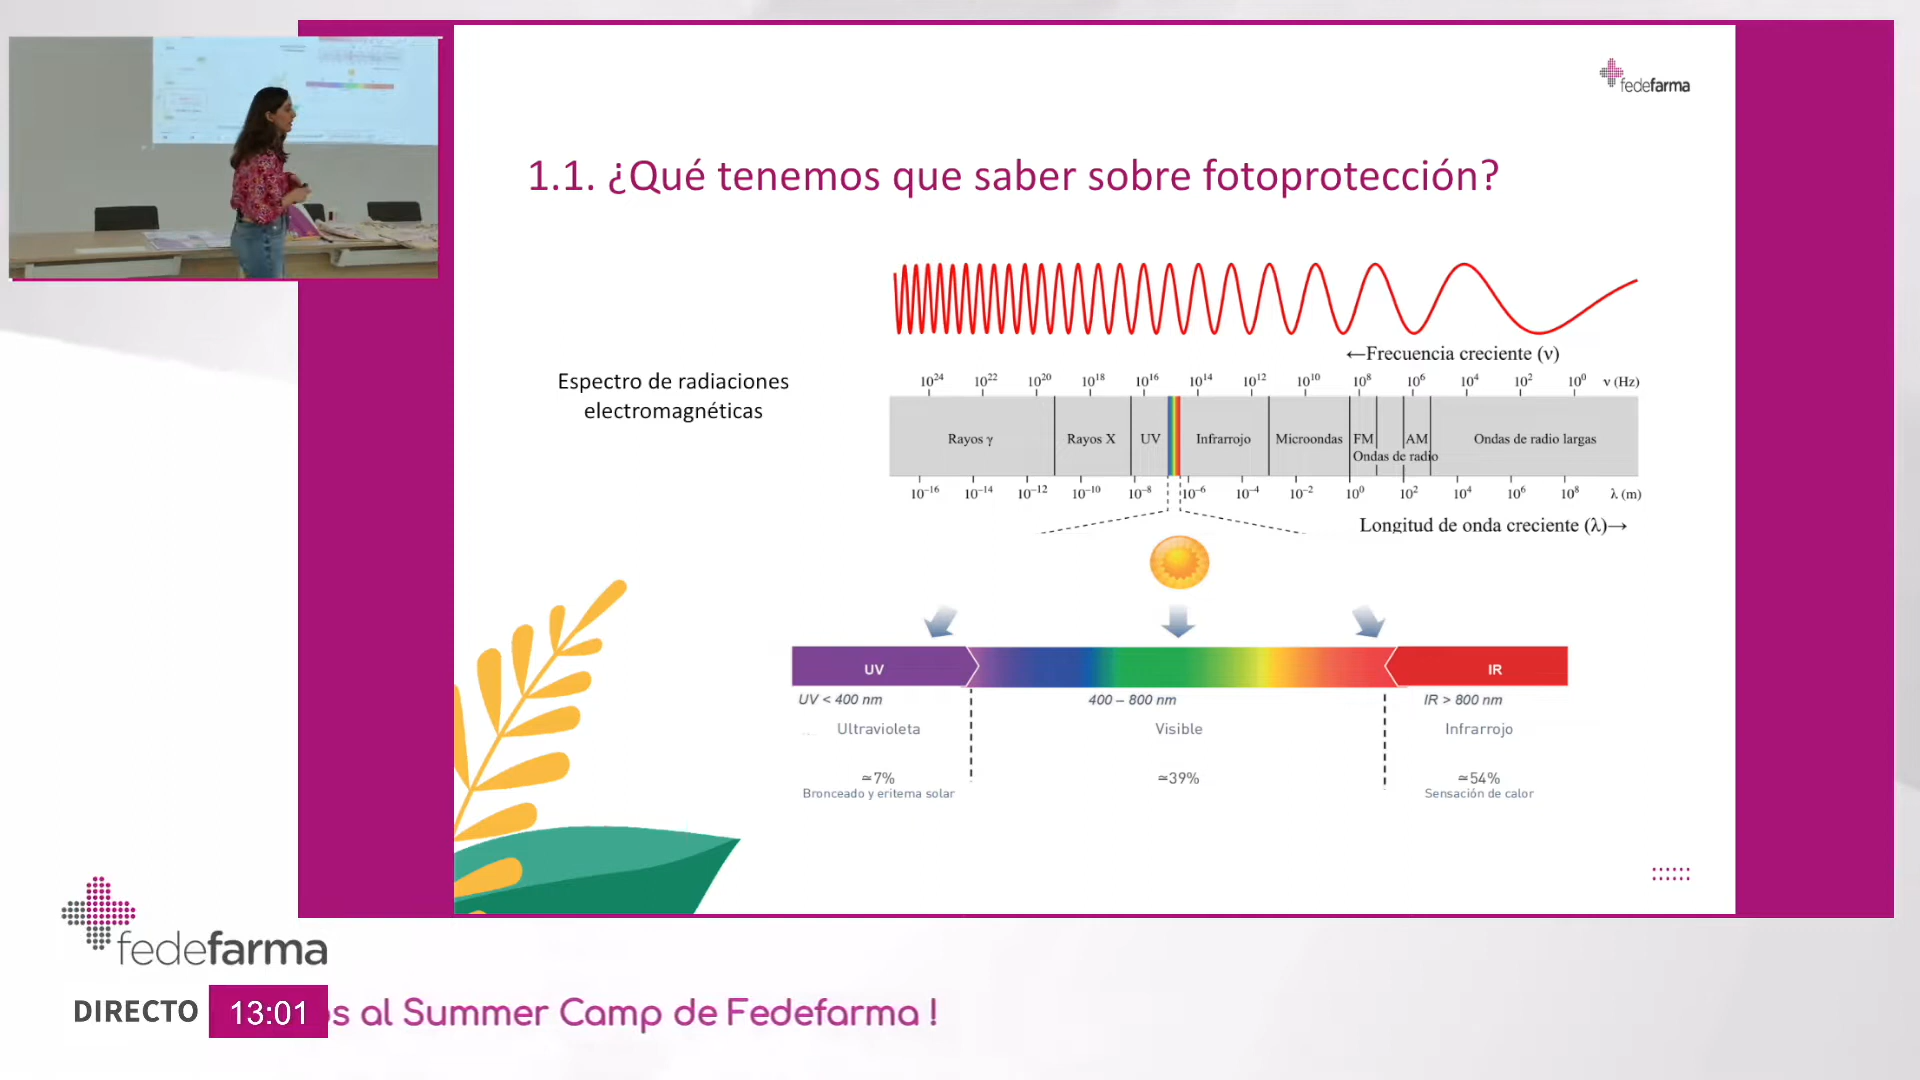 fedefarma
1.1. ¿Qué tenemos que saber sobre fotoprotección?
Espectro de radiaciones
electromagnéticas
←Frecuencia creciente (ν)
10²⁴ 10²² 10²⁰ 10¹⁸ 10¹⁶ 10¹⁴ 10¹² 10¹⁰ 10⁸ 10⁶ 10⁴ 10² 10⁰ ν (Hz)
Rayos γ Rayos X UV Infrarrojo Microondas FM AM Ondas de radio largas
Ondas de radio
10⁻¹⁶ 10⁻¹⁴ 10⁻¹² 10⁻¹⁰ 10⁻⁸ 10⁻⁶ 10⁻⁴ 10⁻² 10⁰ 10² 10⁴ 10⁶ 10⁸ λ (m)
Longitud de onda creciente (λ)→
UV IR
UV < 400 nm 400 – 800 nm IR > 800 nm
Ultravioleta Visible Infrarrojo
≃7% ≃39% ≃54%
Bronceado y eritema solar Sensación de calor
fedefarma
DIRECTO 13:01 os al Summer Camp de Fedefarma !